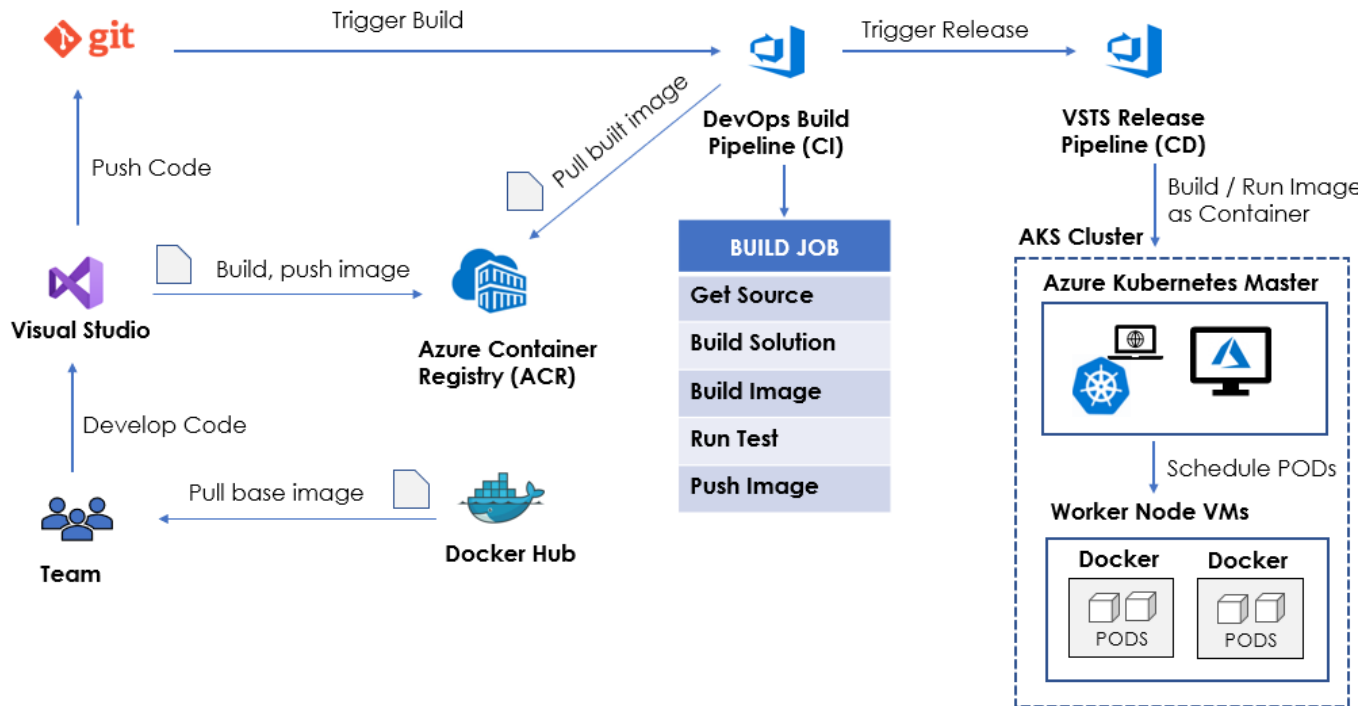 git
Trigger Build
Trigger Release
DevOps Build
Pipeline (CI)
VSTS Release
Pipeline (CD)
Pull built image
Push Code
Build / Run Image
as Container
AKS Cluster
BUILD JOB
Get Source
Build Solution
Build Image
Run Test
Push Image
Build, push image
Visual Studio
Azure Container
Registry (ACR)
Azure Kubernetes Master
Develop Code
Schedule PODs
Pull base image
Docker Hub
Team
Worker Node VMs
Docker
PODS
Docker
PODS